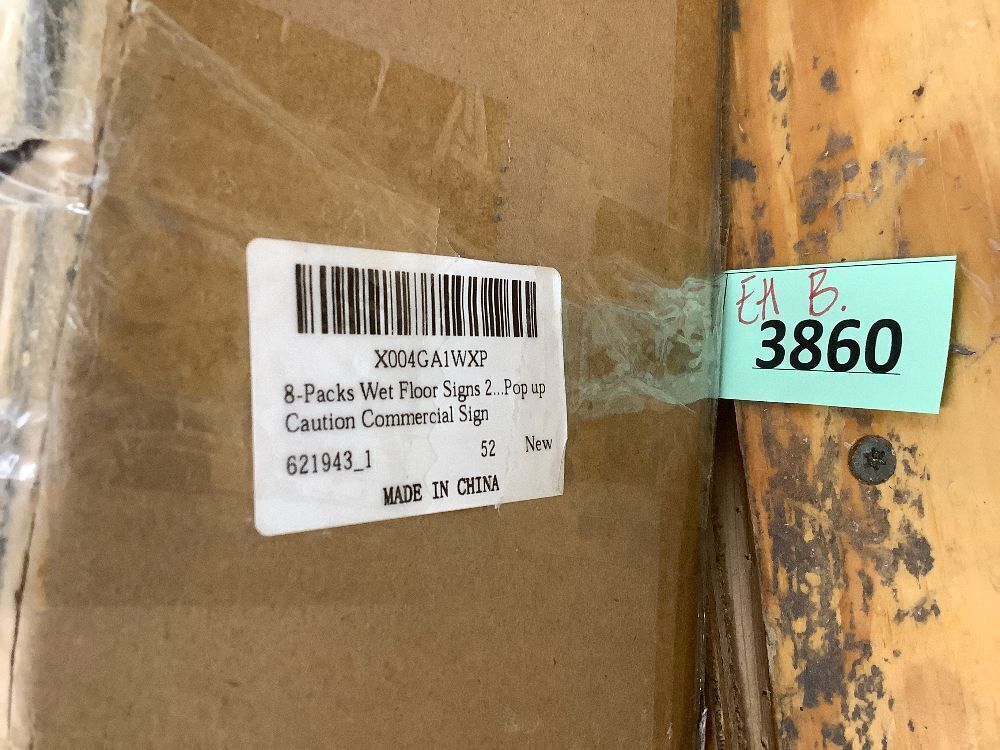 X004GA1WXP
8-Packs Wet Floor Signs 2...Pop up
Caution Commercial Sign
621943_1 52 New
MADE IN CHINA
EA B.
3860